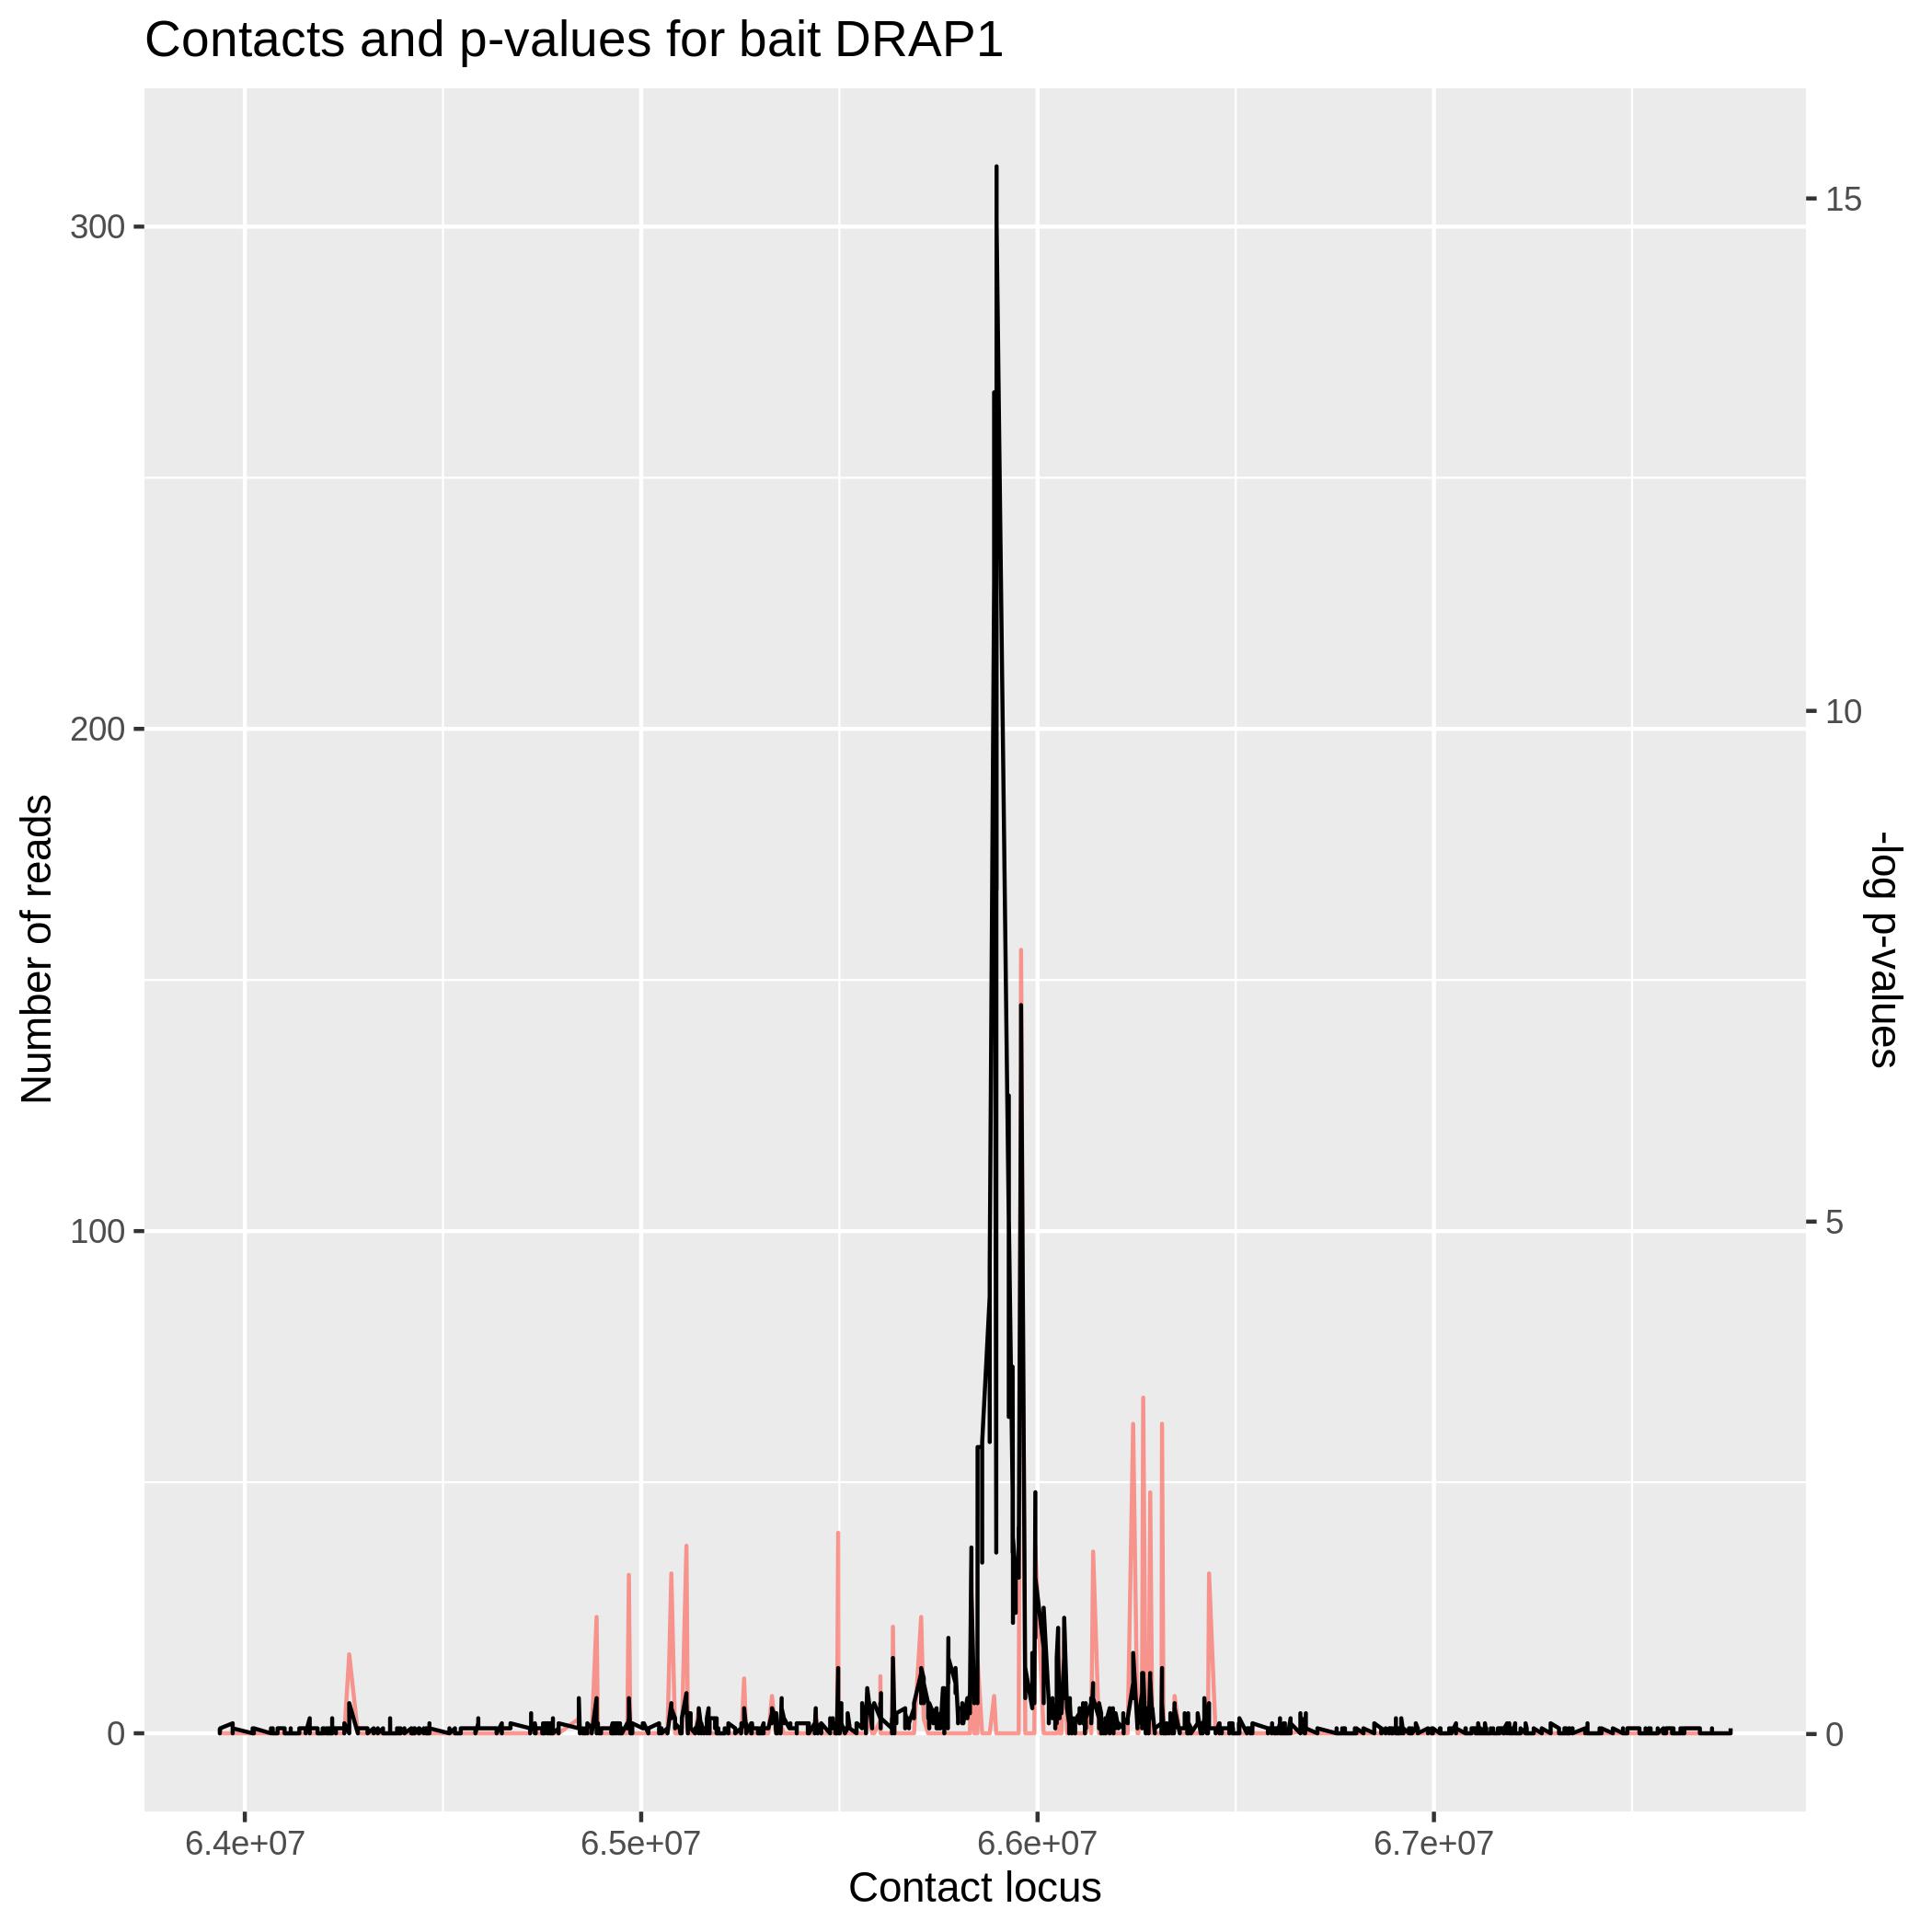 Contacts and p-values for bait DRAP1
300
200
100
0
15
10
5
0
Number of reads
-log p-values
6.4e+07 6.5e+07 6.6e+07 6.7e+07
Contact locus